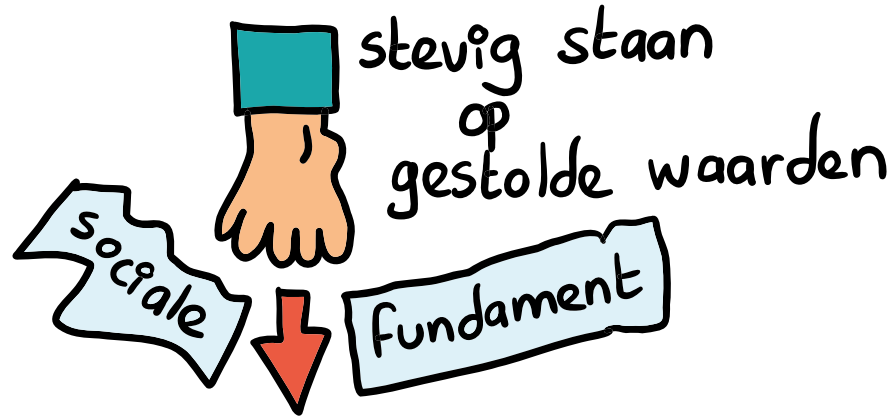 stevig staan
op
gestolde waarden
sociale
fundament